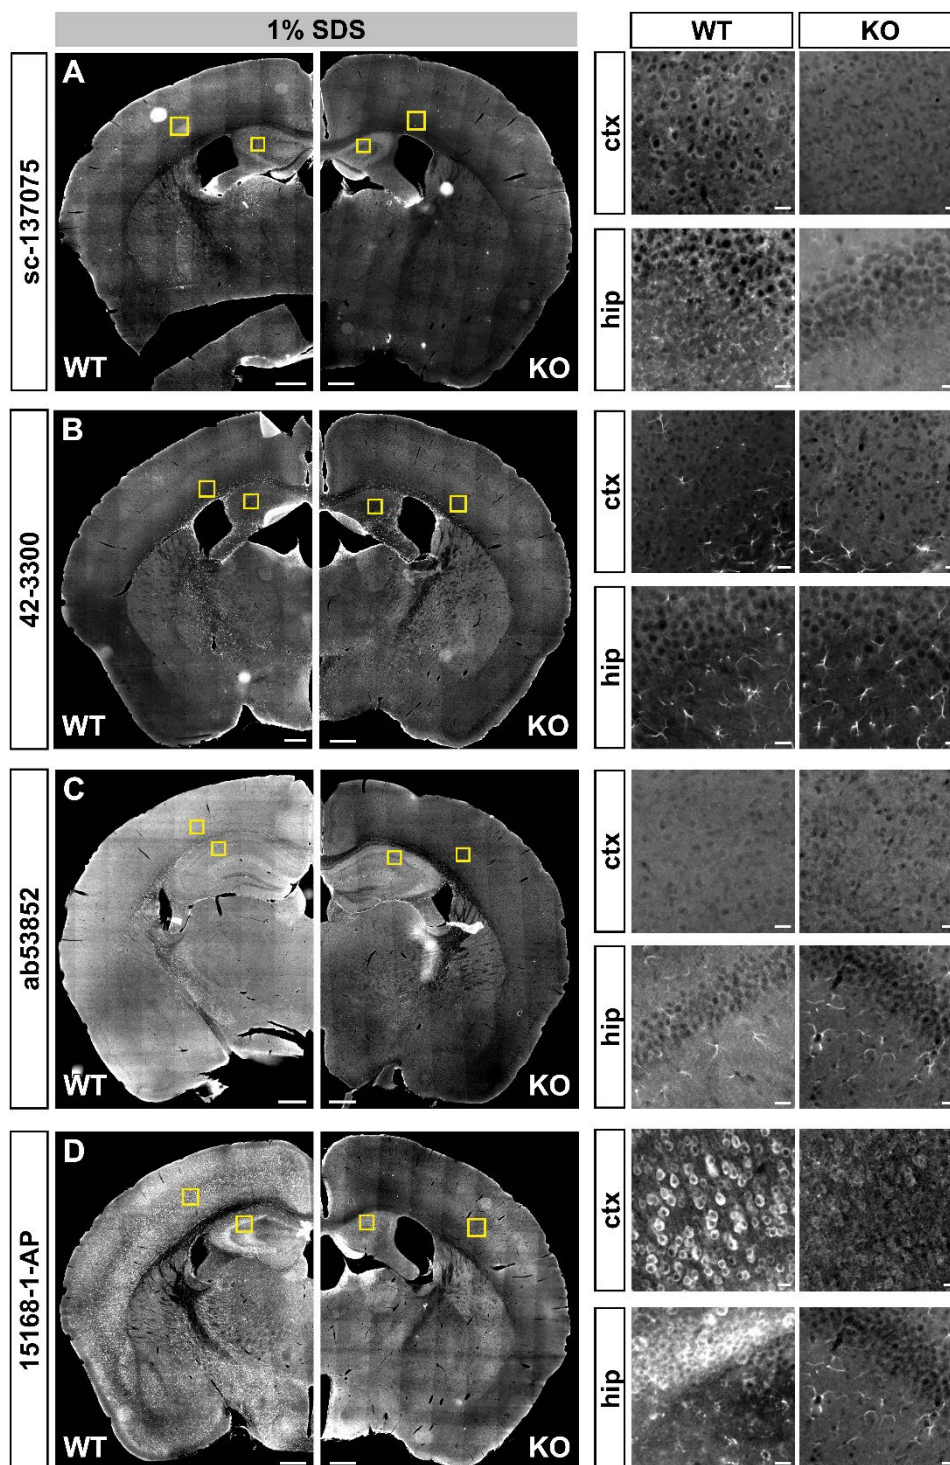 1% SDS
WT
KO
sc-137075
A
WT
KO
ctx
hip
42-3300
B
WT
KO
ctx
hip
ab53852
C
WT
KO
ctx
hip
15168-1-AP
D
WT
KO
ctx
hip